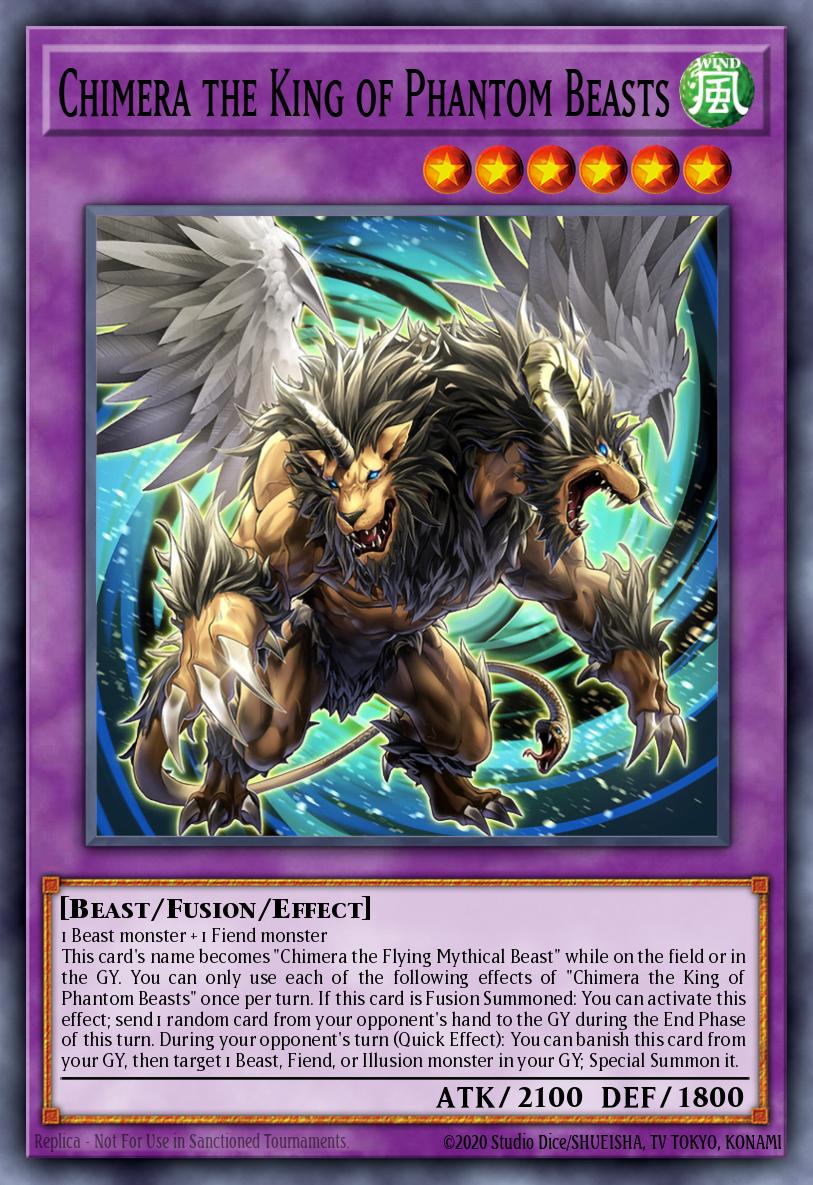 Chimera the King of Phantom Beasts
WIND
風
[Beast/Fusion/Effect]
1 Beast monster + 1 Fiend monster
This card's name becomes "Chimera the Flying Mythical Beast" while on the field or in
the GY. You can only use each of the following effects of "Chimera the King of
Phantom Beasts" once per turn. If this card is Fusion Summoned: You can activate this
effect; send 1 random card from your opponent's hand to the GY during the End Phase
of this turn. During your opponent's turn (Quick Effect): You can banish this card from
your GY, then target 1 Beast, Fiend, or Illusion monster in your GY; Special Summon it.
ATK/2100 DEF/1800
Replica - Not For Use in Sanctioned Tournaments.
©2020 Studio Dice/SHUEISHA, TV TOKYO, KONAMI